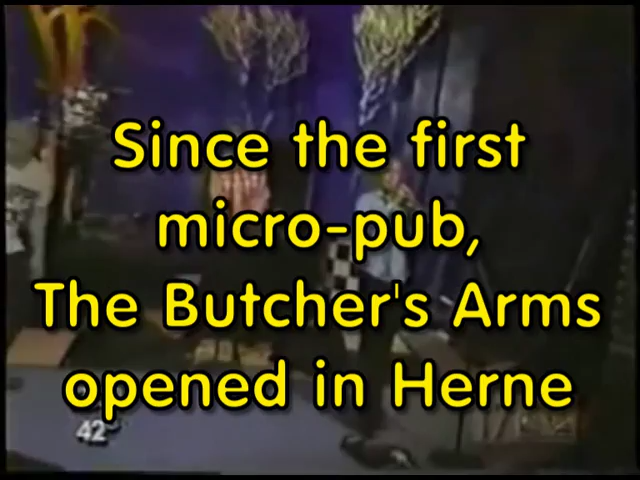 Since the first
micro-pub,
The Butcher's Arms
opened in Herne
42°